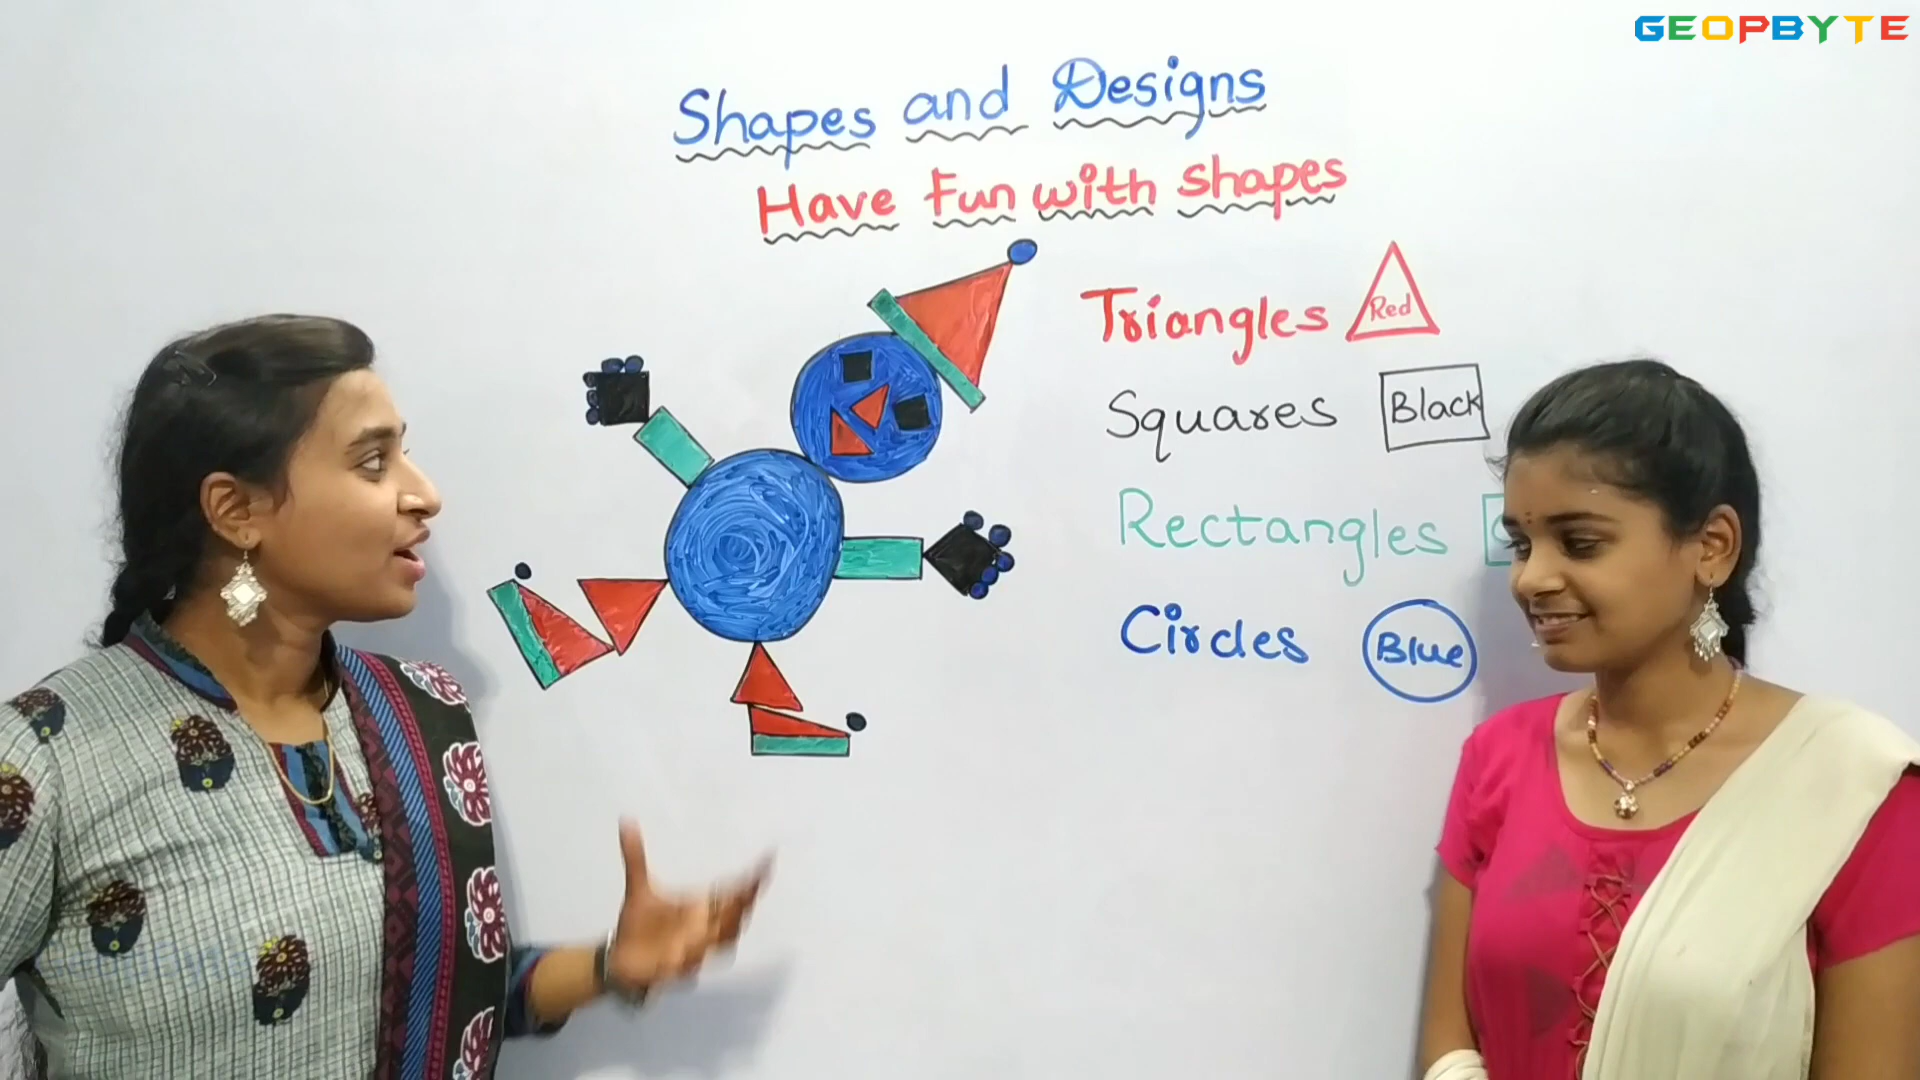 GEOPBYTE
Shapes and Designs
Have Fun with shapes
Triangles Red
Squares Black
Rectangles
Circles Blue